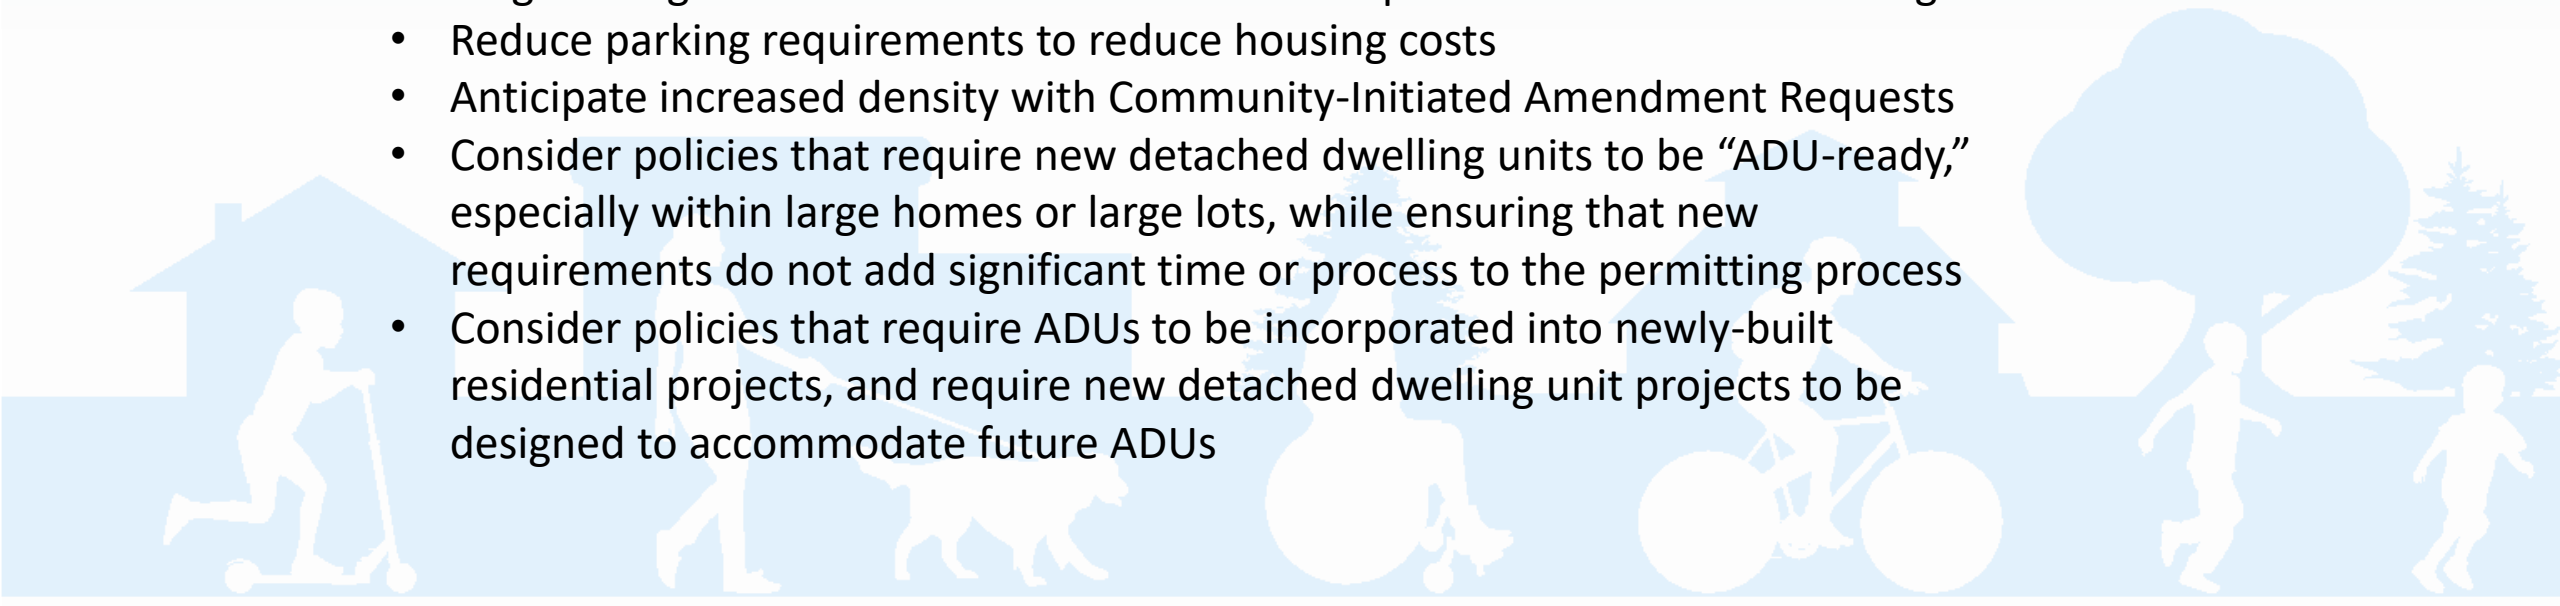 • Reduce parking requirements to reduce housing costs
• Anticipate increased density with Community-Initiated Amendment Requests
• Consider policies that require new detached dwelling units to be “ADU-ready,”
especially within large homes or large lots, while ensuring that new
requirements do not add significant time or process to the permitting process
• Consider policies that require ADUs to be incorporated into newly-built
residential projects, and require new detached dwelling unit projects to be
designed to accommodate future ADUs